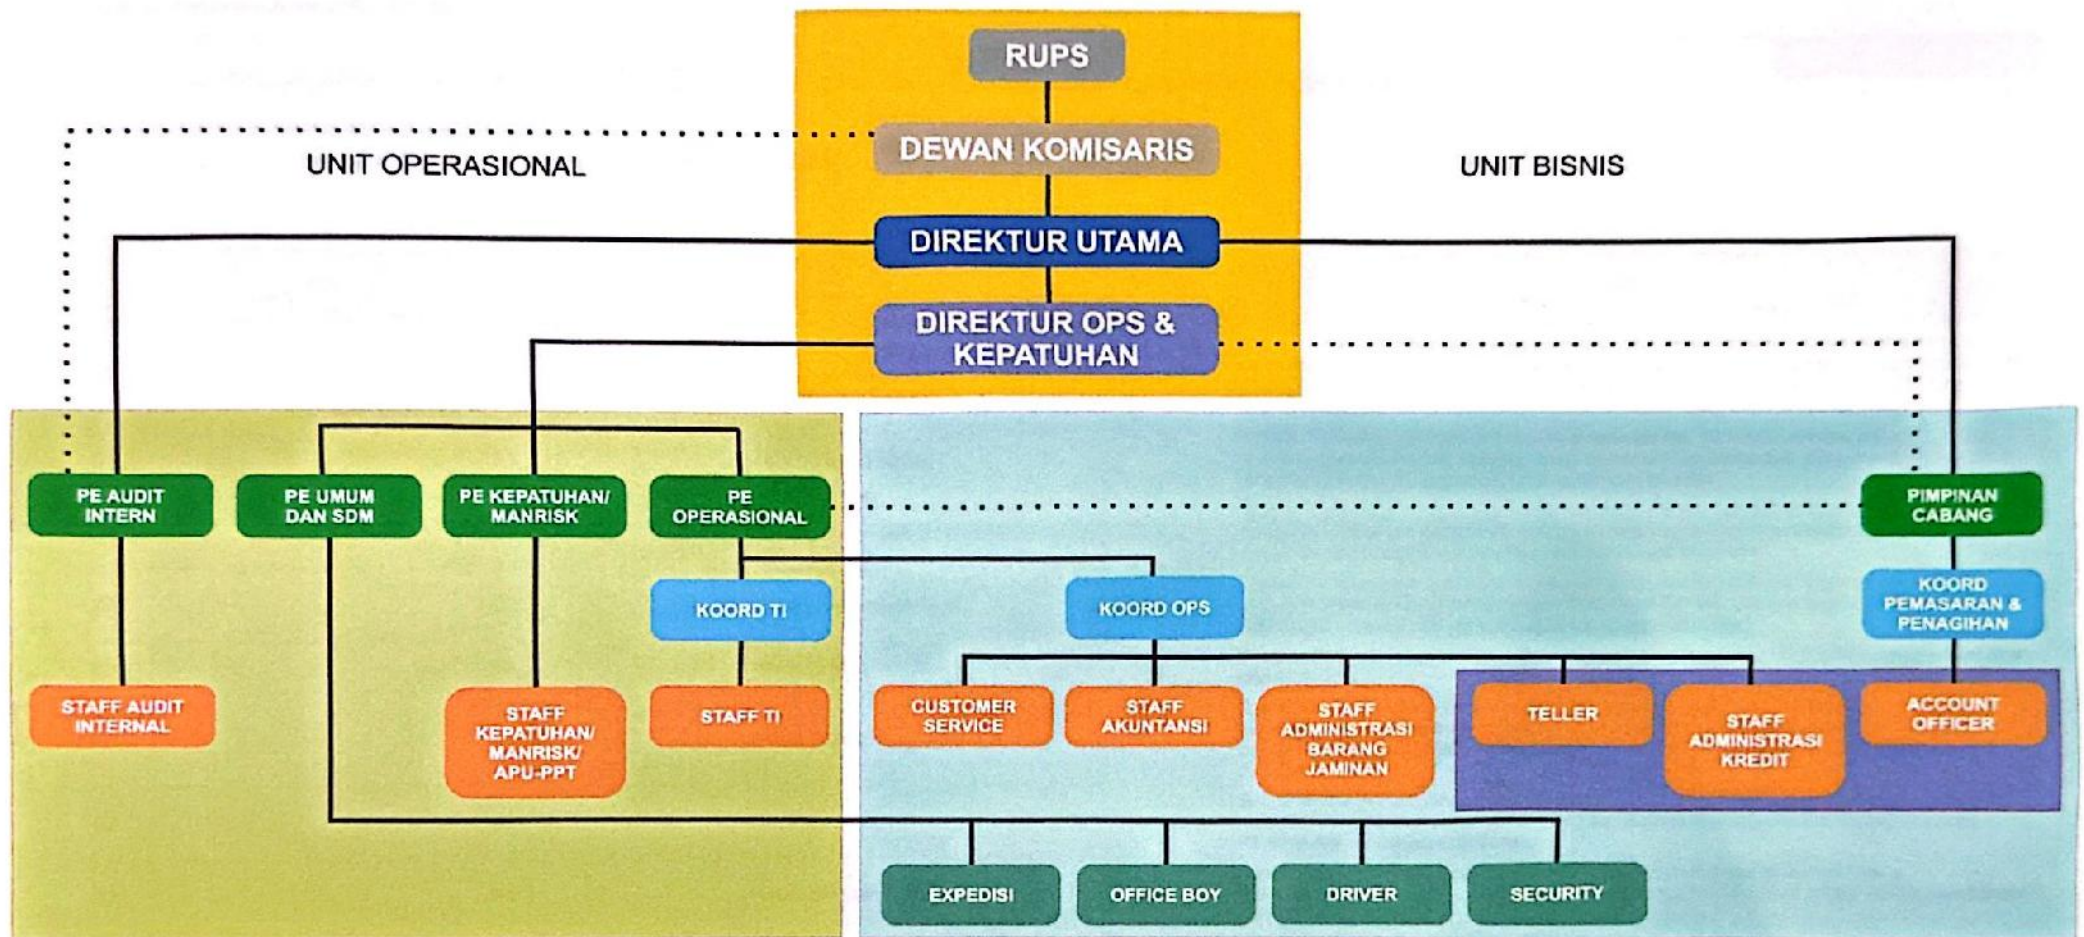 RUPS
DEWAN KOMISARIS
UNIT OPERASIONAL
UNIT BISNIS
DIREKTUR UTAMA
DIREKTUR OPS &
KEPATUHAN
PE AUDIT
INTERN
PE UMUM
DAN SDM
PE KEPATUHAN/
MANRISK
PE
OPERASIONAL
PIMPINAN
CABANG
KOORD TI
KOORD OPS
KOORD
PEMASARAN &
PENAGIHAN
STAFF AUDIT
INTERNAL
STAFF
KEPATUHAN/
MANRISK/
APU-PPT
STAFF TI
CUSTOMER
SERVICE
STAFF
AKUNTANSI
STAFF
ADMINISTRASI
BARANG
JAMINAN
TELLER
STAFF
ADMINISTRASI
KREDIT
ACCOUNT
OFFICER
EXPEDISI
OFFICE BOY
DRIVER
SECURITY